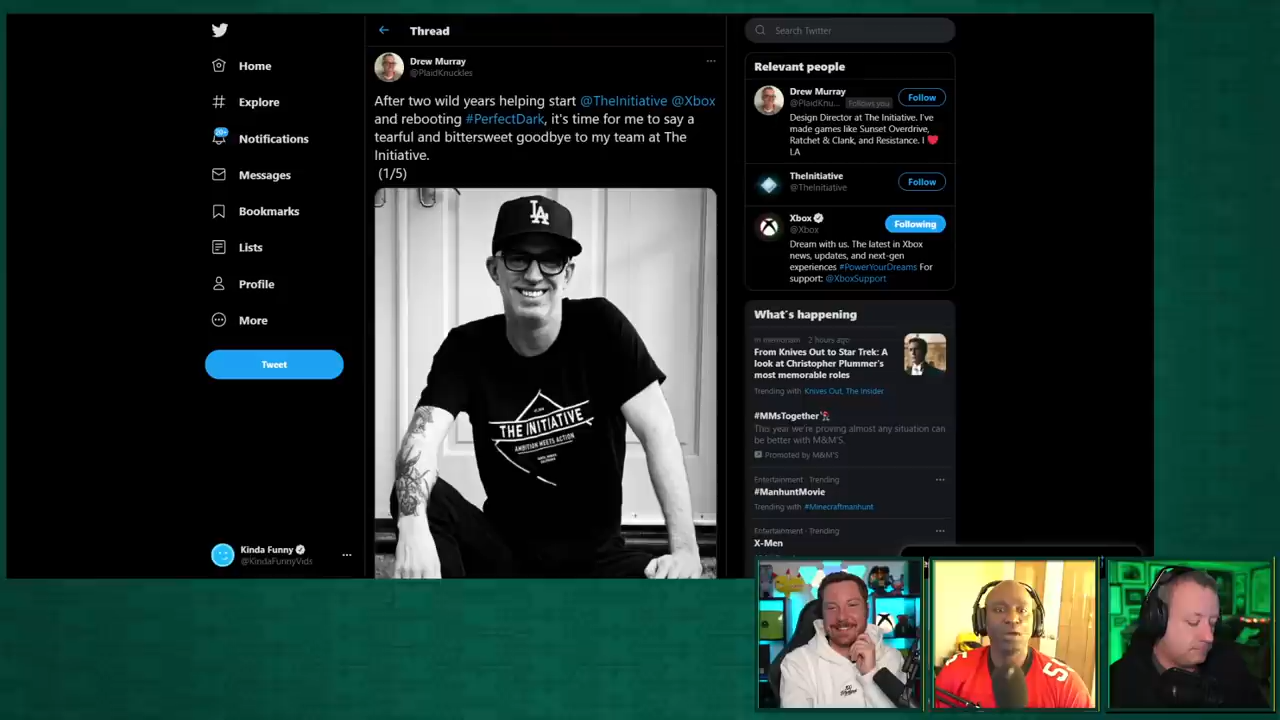 Home
Explore
20+
Notifications
Messages
Bookmarks
Lists
Profile
More
Tweet
Kinda Funny
@KindaFunnyVids
Thread
Drew Murray
@PlaidKnuckles
After two wild years helping start @TheInitiative @Xbox
and rebooting #PerfectDark, it's time for me to say a
tearful and bittersweet goodbye to my team at The
Initiative.
(1/5)
LA
THE INITIATIVE
AMBITION MEETS ACTION
Search Twitter
Relevant people
Drew Murray
@PlaidKnu... Follows you
Follow
Design Director at The Initiative. I've
made games like Sunset Overdrive,
Ratchet & Clank, and Resistance. I ❤
LA
TheInitiative
@TheInitiative
Follow
Xbox
@Xbox
Following
Dream with us. The latest in Xbox
news, updates, and next-gen
experiences #PowerYourDreams For
support: @XboxSupport
What's happening
In memoriam · 2 hours ago
From Knives Out to Star Trek: A
look at Christopher Plummer's
most memorable roles
Trending with Knives Out, The Insider
#MMsTogether
This year we're proving almost any situation can
be better with M&M'S.
Promoted by M&M'S
Entertainment · Trending
#ManhuntMovie
Trending with #Minecraftmanhunt
Entertainment · Trending
X-Men